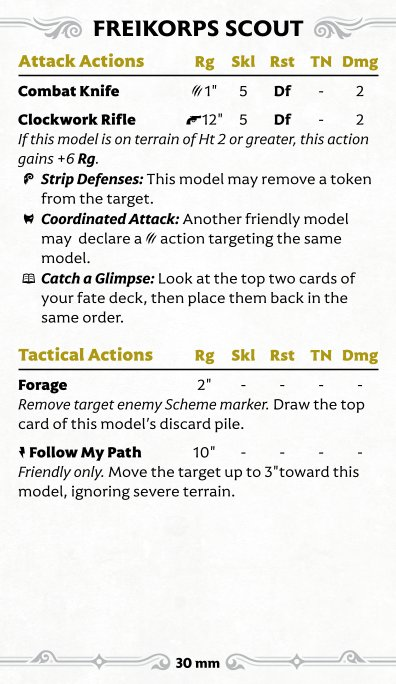 FREIKORPS SCOUT
Attack Actions Rg Skl Rst TN Dmg
Combat Knife 1" 5 Df - 2
Clockwork Rifle 12" 5 Df - 2
If this model is on terrain of Ht 2 or greater, this action
gains +6 Rg.
Strip Defenses: This model may remove a token
from the target.
Coordinated Attack: Another friendly model
may declare a action targeting the same
model.
Catch a Glimpse: Look at the top two cards of
your fate deck, then place them back in the
same order.
Tactical Actions Rg Skl Rst TN Dmg
Forage 2" - - - -
Remove target enemy Scheme marker. Draw the top
card of this model's discard pile.
Follow My Path 10" - - - -
Friendly only. Move the target up to 3"toward this
model, ignoring severe terrain.
30 mm